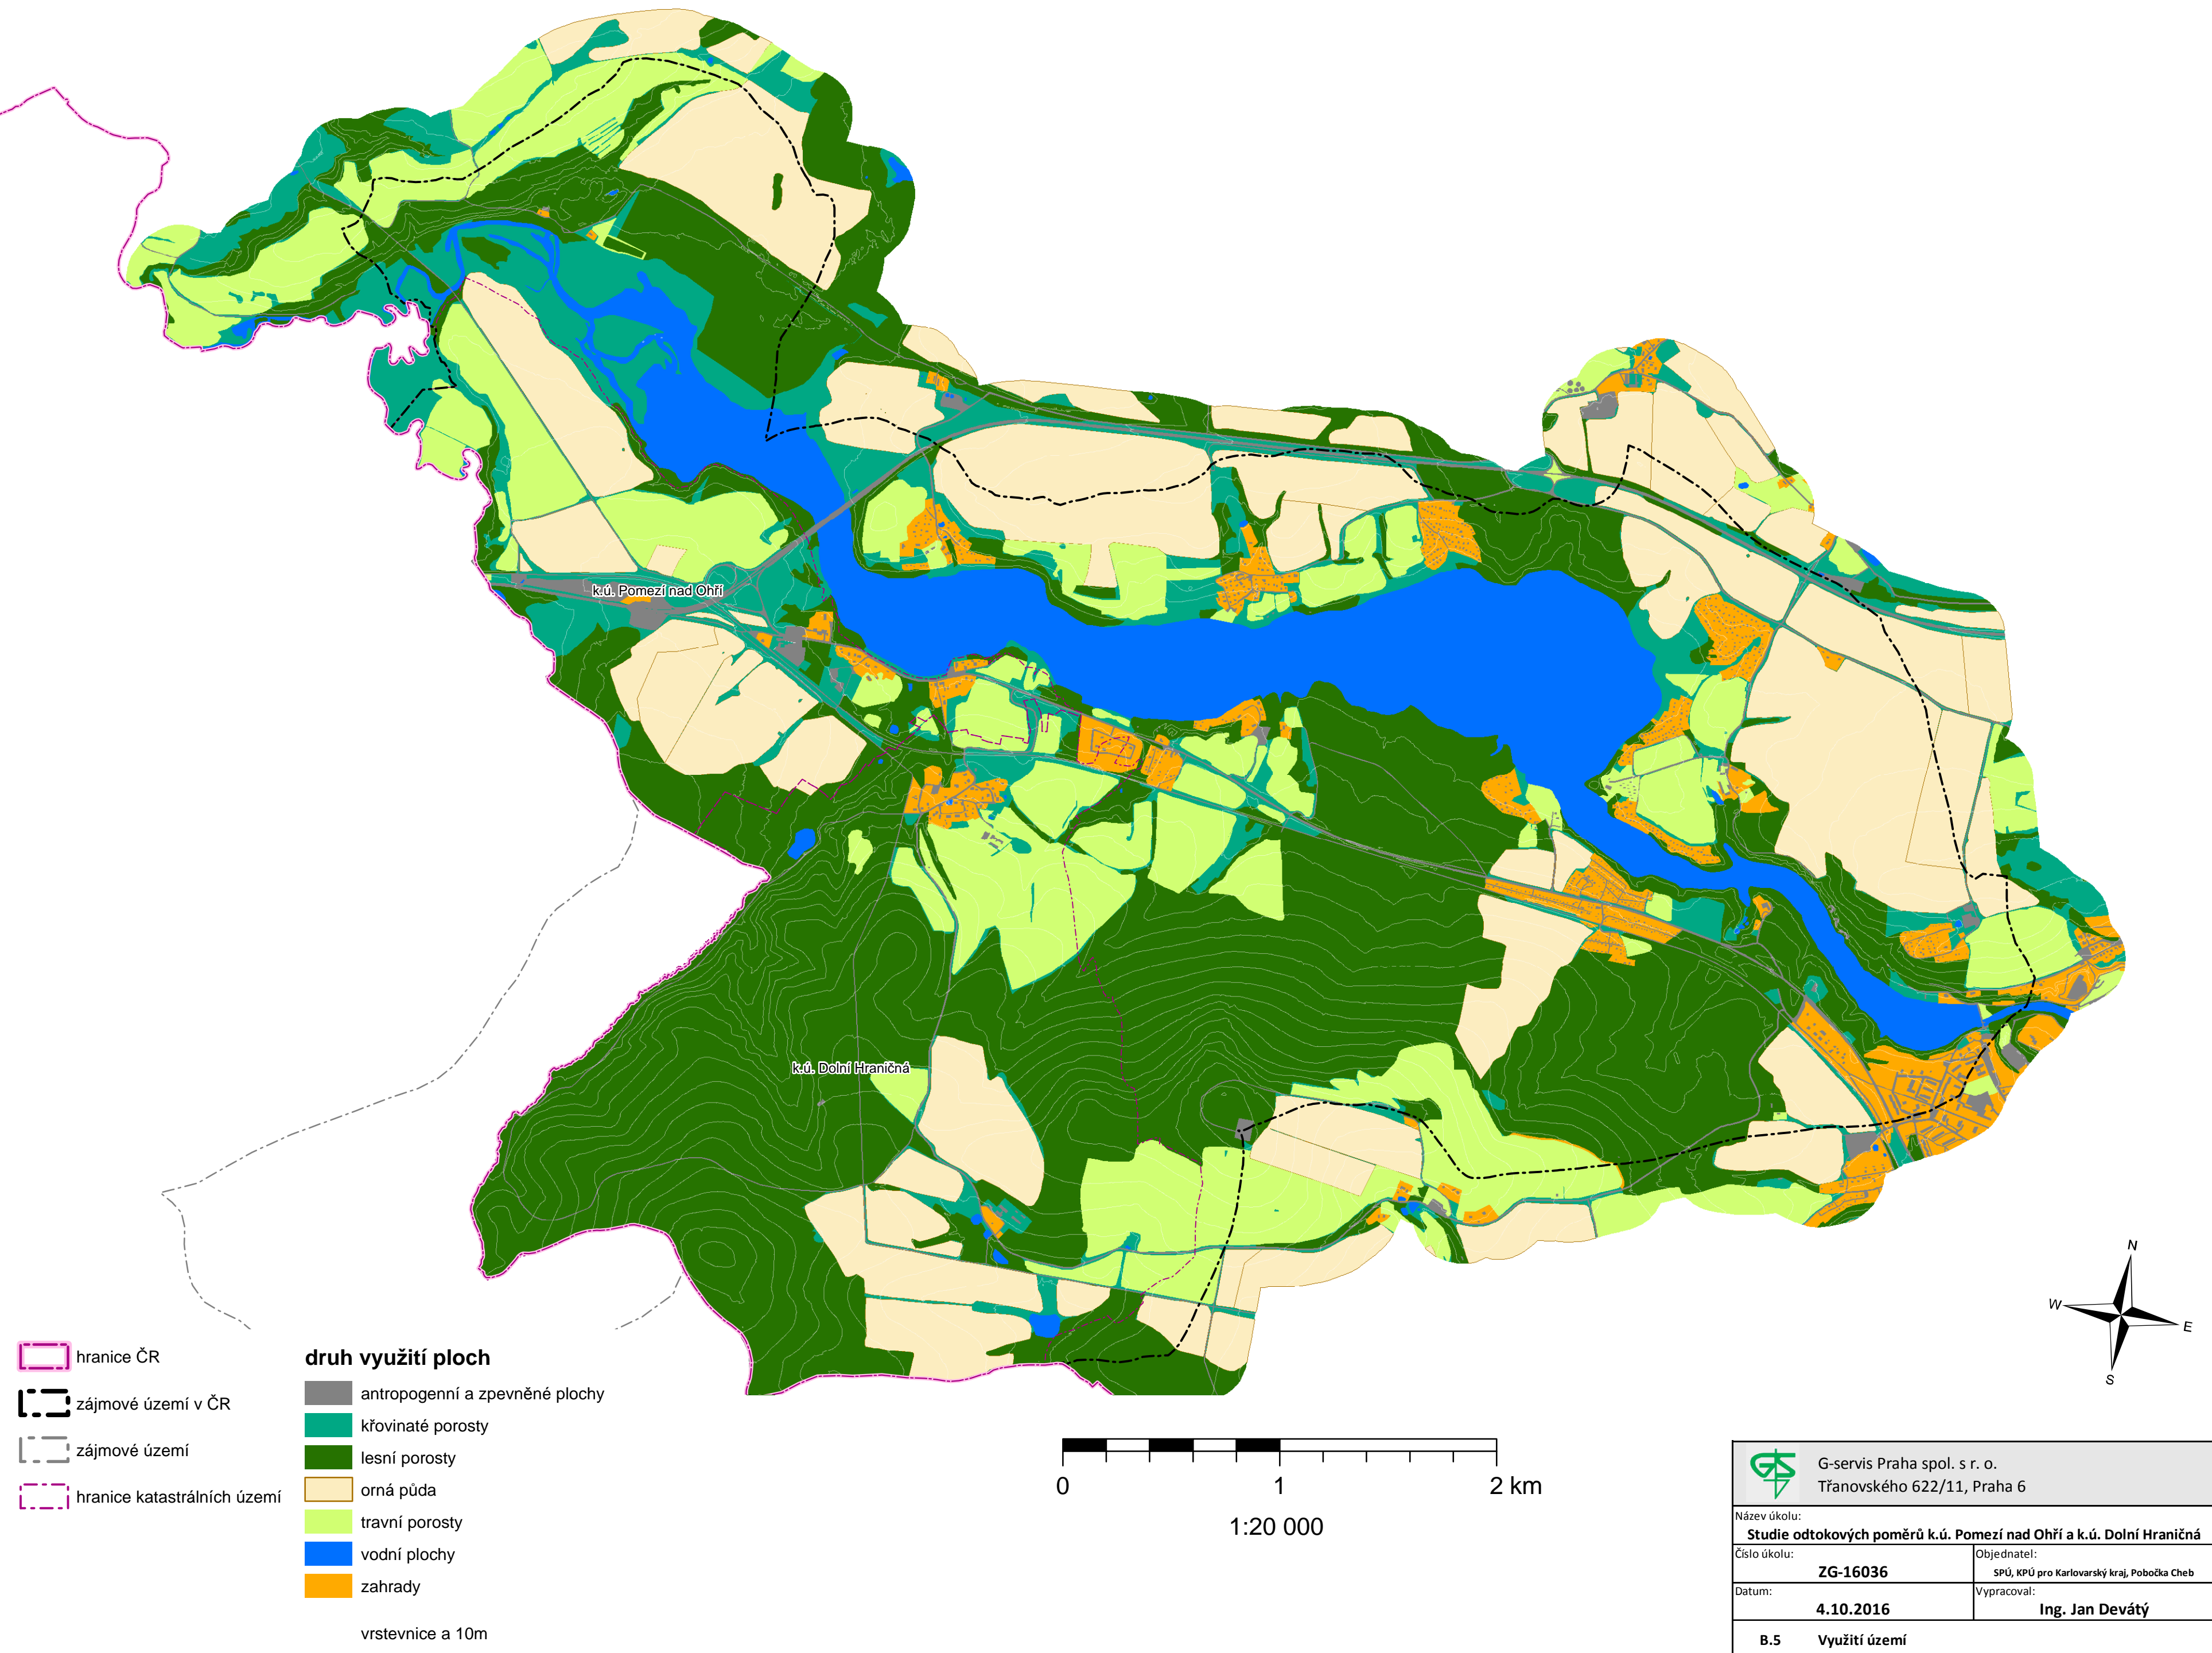 k.ú. Pomezí nad Ohří
k.ú. Dolní Hraničná
N
W
E
S
hranice ČR
zájmové území v ČR
zájmové území
hranice katastrálních území
druh využití ploch
antropogenní a zpevněné plochy
křovinaté porosty
lesní porosty
orná půda
travní porosty
vodní plochy
zahrady
vrstevnice a 10m
0 1 2 km
1:20 000
G-servis Praha spol. s r. o.
Třanovského 622/11, Praha 6
Název úkolu:
Studie odtokových poměrů k.ú. Pomezí nad Ohří a k.ú. Dolní Hraničná
Číslo úkolu:
ZG-16036
Objednatel:
SPÚ, KPÚ pro Karlovarský kraj, Pobočka Cheb
Datum:
4.10.2016
Vypracoval:
Ing. Jan Devátý
B.5 Využití území